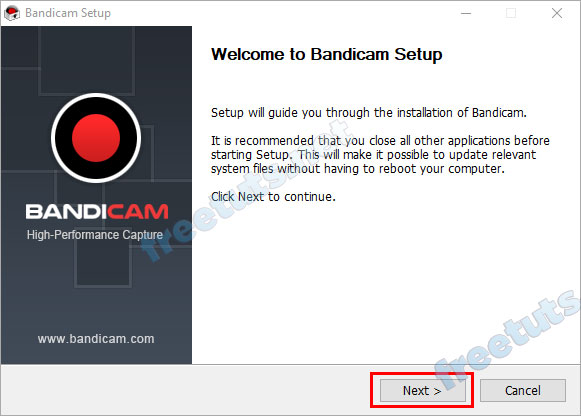 Bandicam Setup
Welcome to Bandicam Setup
Setup will guide you through the installation of Bandicam.
It is recommended that you close all other applications before
starting Setup. This will make it possible to update relevant
system files without having to reboot your computer.
Click Next to continue.
BANDICAM
High-Performance Capture
www.bandicam.com
freetuts.net
freetuts
Next >
Cancel